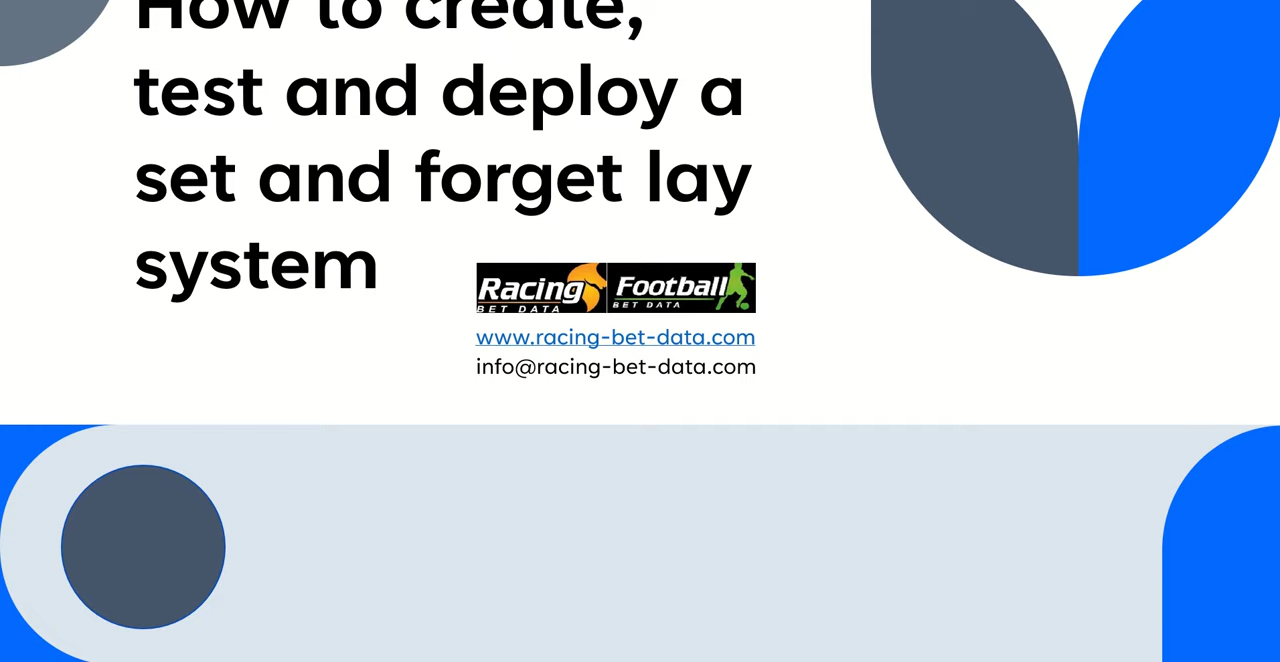 How to create,
test and deploy a
set and forget lay
system
Racing Football
BET DATA BET DATA
www.racing-bet-data.com
info@racing-bet-data.com